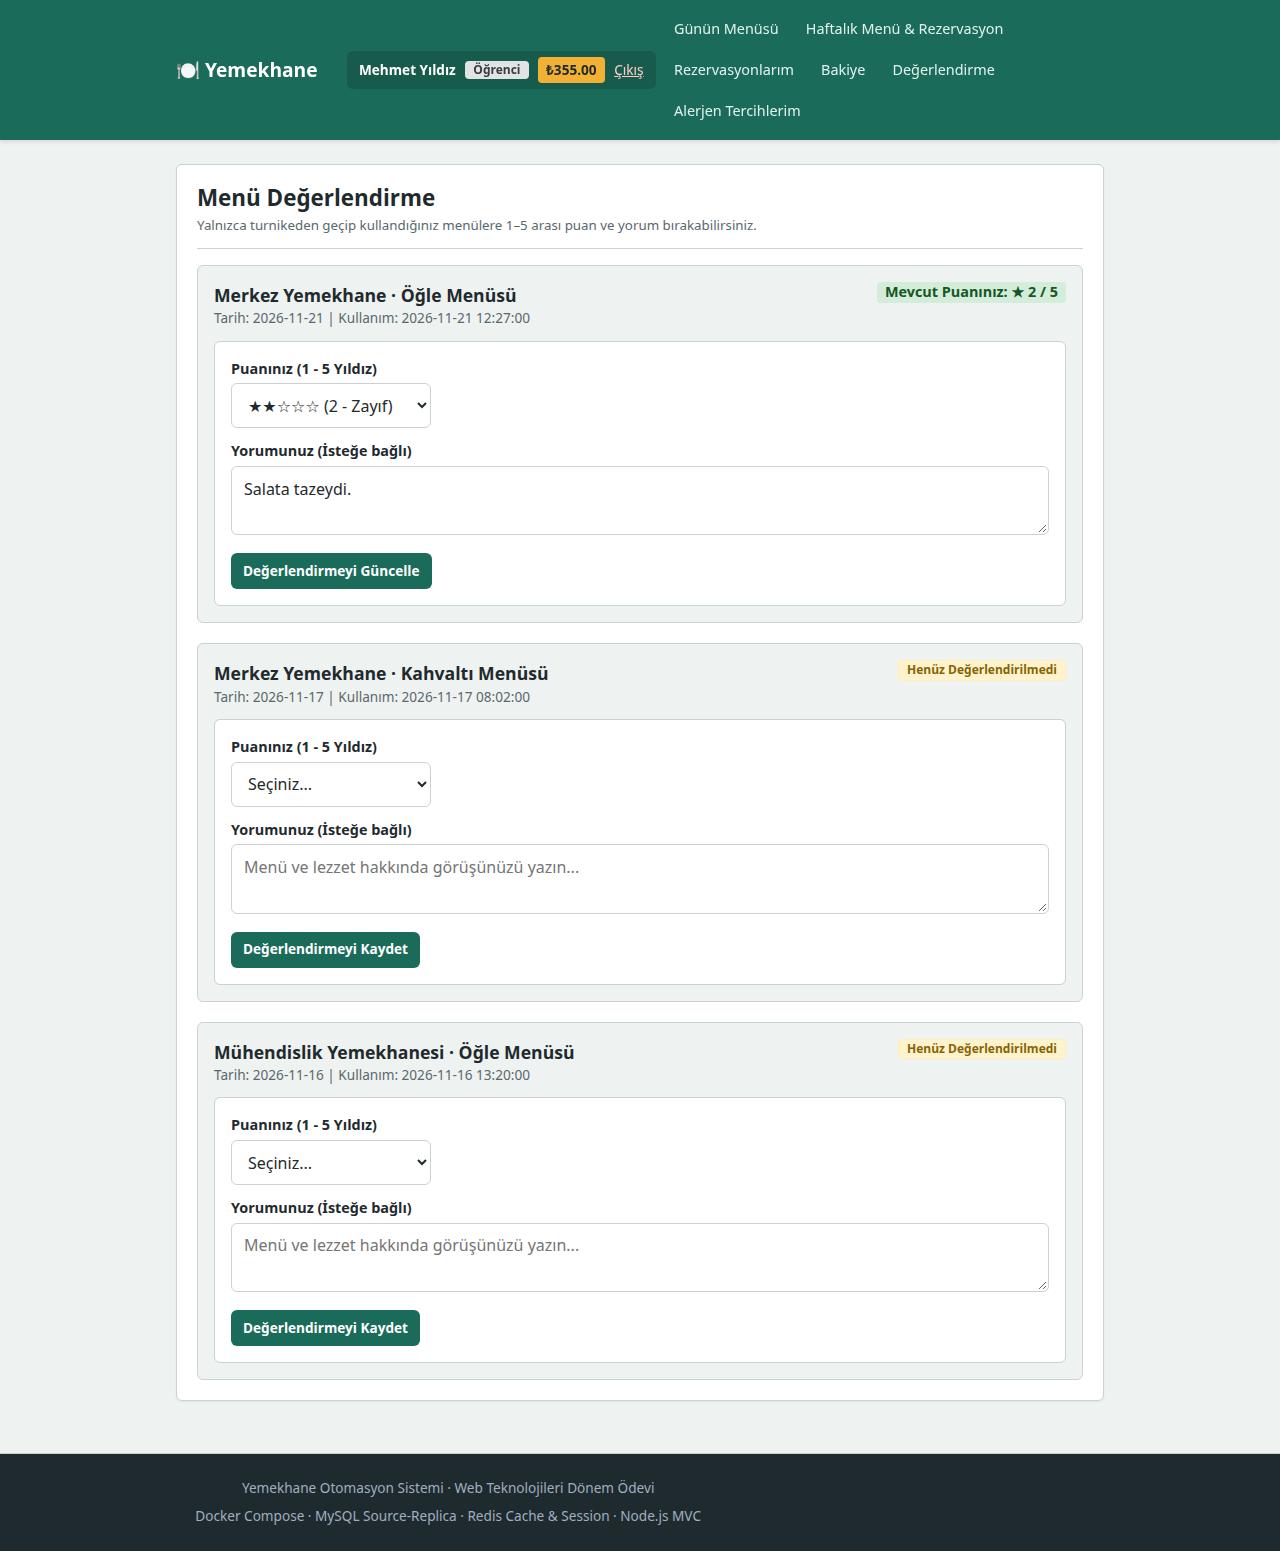 Yemekhane
Mehmet Yıldız Öğrenci ₺355.00 Çıkış
Günün Menüsü Haftalık Menü & Rezervasyon
Rezervasyonlarım Bakiye Değerlendirme
Alerjen Tercihlerim
Menü Değerlendirme
Yalnızca turnikeden geçip kullandığınız menülere 1–5 arası puan ve yorum bırakabilirsiniz.
Merkez Yemekhane · Öğle Menüsü
Mevcut Puanınız: ★ 2 / 5
Tarih: 2026-11-21 | Kullanım: 2026-11-21 12:27:00
Puanınız (1 - 5 Yıldız)
★★☆☆☆ (2 - Zayıf)
Yorumunuz (İsteğe bağlı)
Salata tazeydi.
Değerlendirmeyi Güncelle
Merkez Yemekhane · Kahvaltı Menüsü
Henüz Değerlendirilmedi
Tarih: 2026-11-17 | Kullanım: 2026-11-17 08:02:00
Puanınız (1 - 5 Yıldız)
Seçiniz...
Yorumunuz (İsteğe bağlı)
Menü ve lezzet hakkında görüşünüzü yazın...
Değerlendirmeyi Kaydet
Mühendislik Yemekhanesi · Öğle Menüsü
Henüz Değerlendirilmedi
Tarih: 2026-11-16 | Kullanım: 2026-11-16 13:20:00
Puanınız (1 - 5 Yıldız)
Seçiniz...
Yorumunuz (İsteğe bağlı)
Menü ve lezzet hakkında görüşünüzü yazın...
Değerlendirmeyi Kaydet
Yemekhane Otomasyon Sistemi · Web Teknolojileri Dönem Ödevi
Docker Compose · MySQL Source-Replica · Redis Cache & Session · Node.js MVC